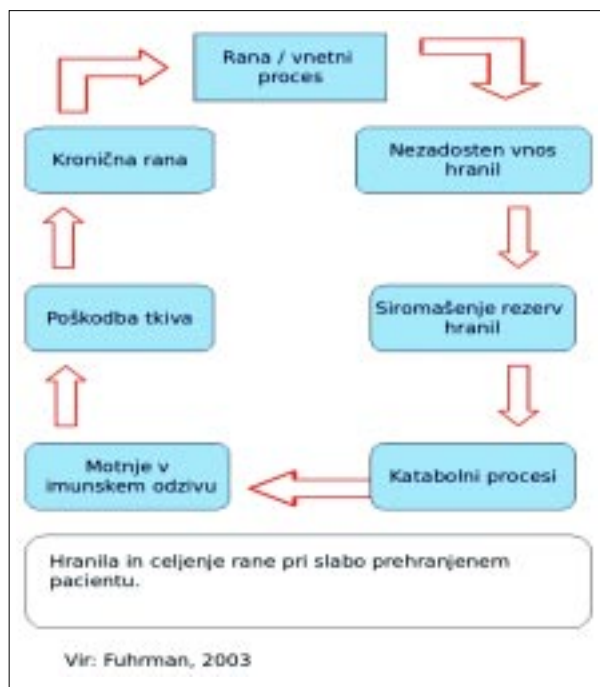 Rana / vnetni
proces
Nezadosten vnos
hranil
Siromašenje rezerv
hranil
Katabolni procesi
Motnje v
imunskem odzivu
Poškodba tkiva
Kronična rana
Hranila in celjenje rane pri slabo prehranjenem
pacientu.
Vir: Fuhrman, 2003